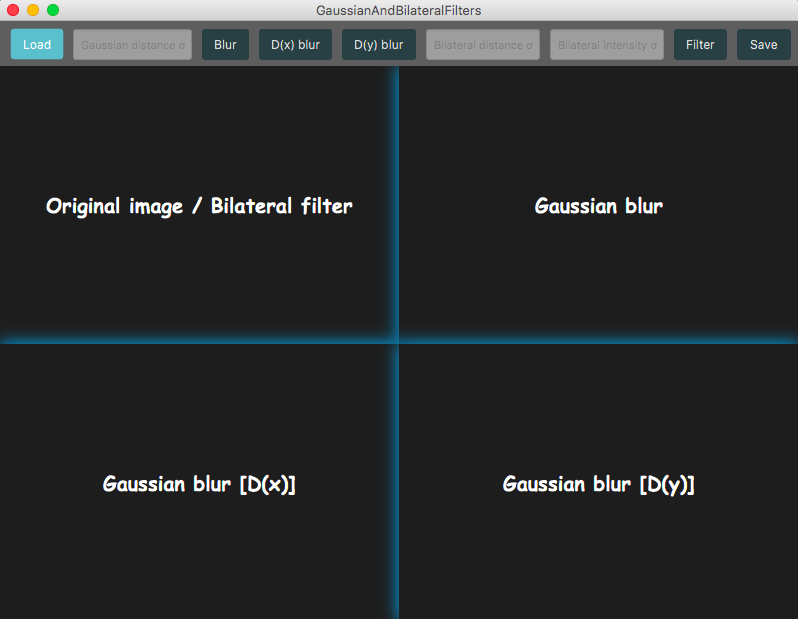 GaussianAndBilateralFilters
Load Gaussian distance σ Blur D(x) blur D(y) blur Bilateral distance σ Bilateral intensity σ Filter Save
Original image / Bilateral filter
Gaussian blur
Gaussian blur [D(x)]
Gaussian blur [D(y)]